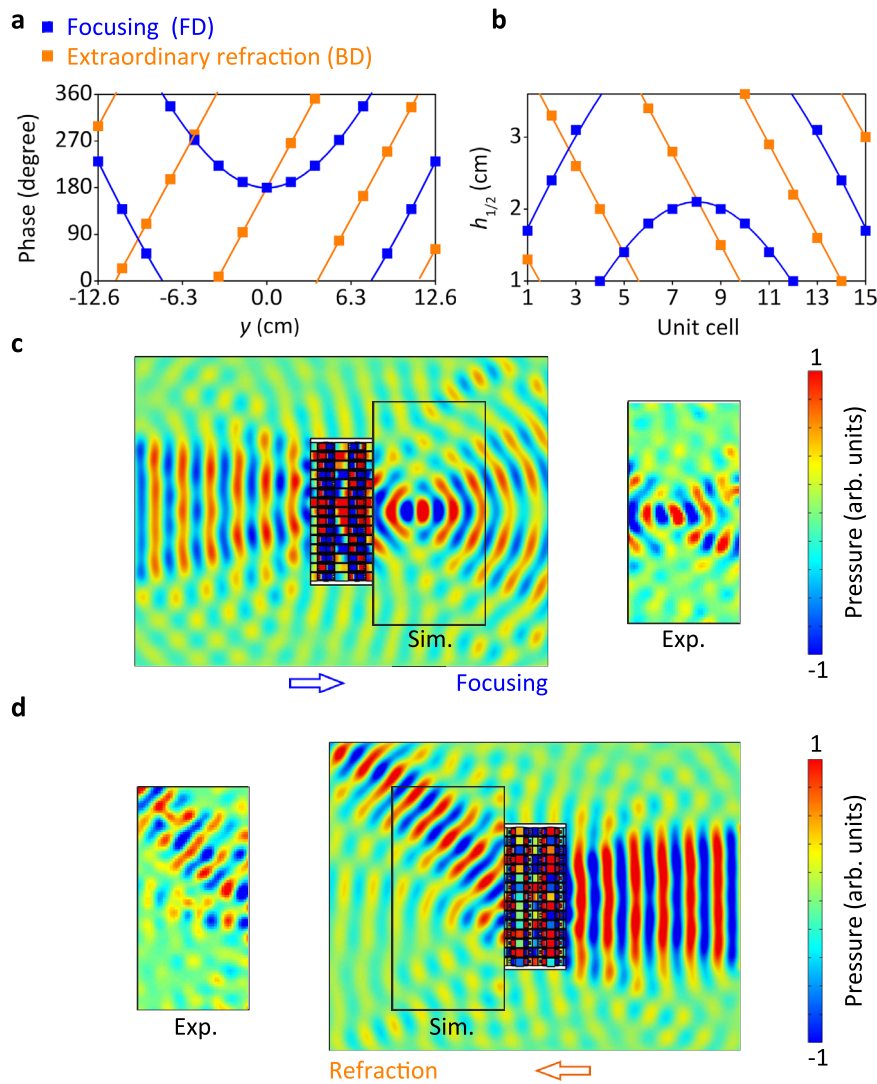 a
Focusing (FD)
Extraordinary refraction (BD)
360
270
180
90
0
Phase (degree)
-12.6
-6.3
0.0
6.3
12.6
y (cm)
b
3
2
1
h1/2 (cm)
1
3
5
7
9
11
13
15
Unit cell
c
Sim.
Exp.
Focusing
1
-1
Pressure (arb. units)
d
Exp.
Sim.
Refraction
1
-1
Pressure (arb. units)